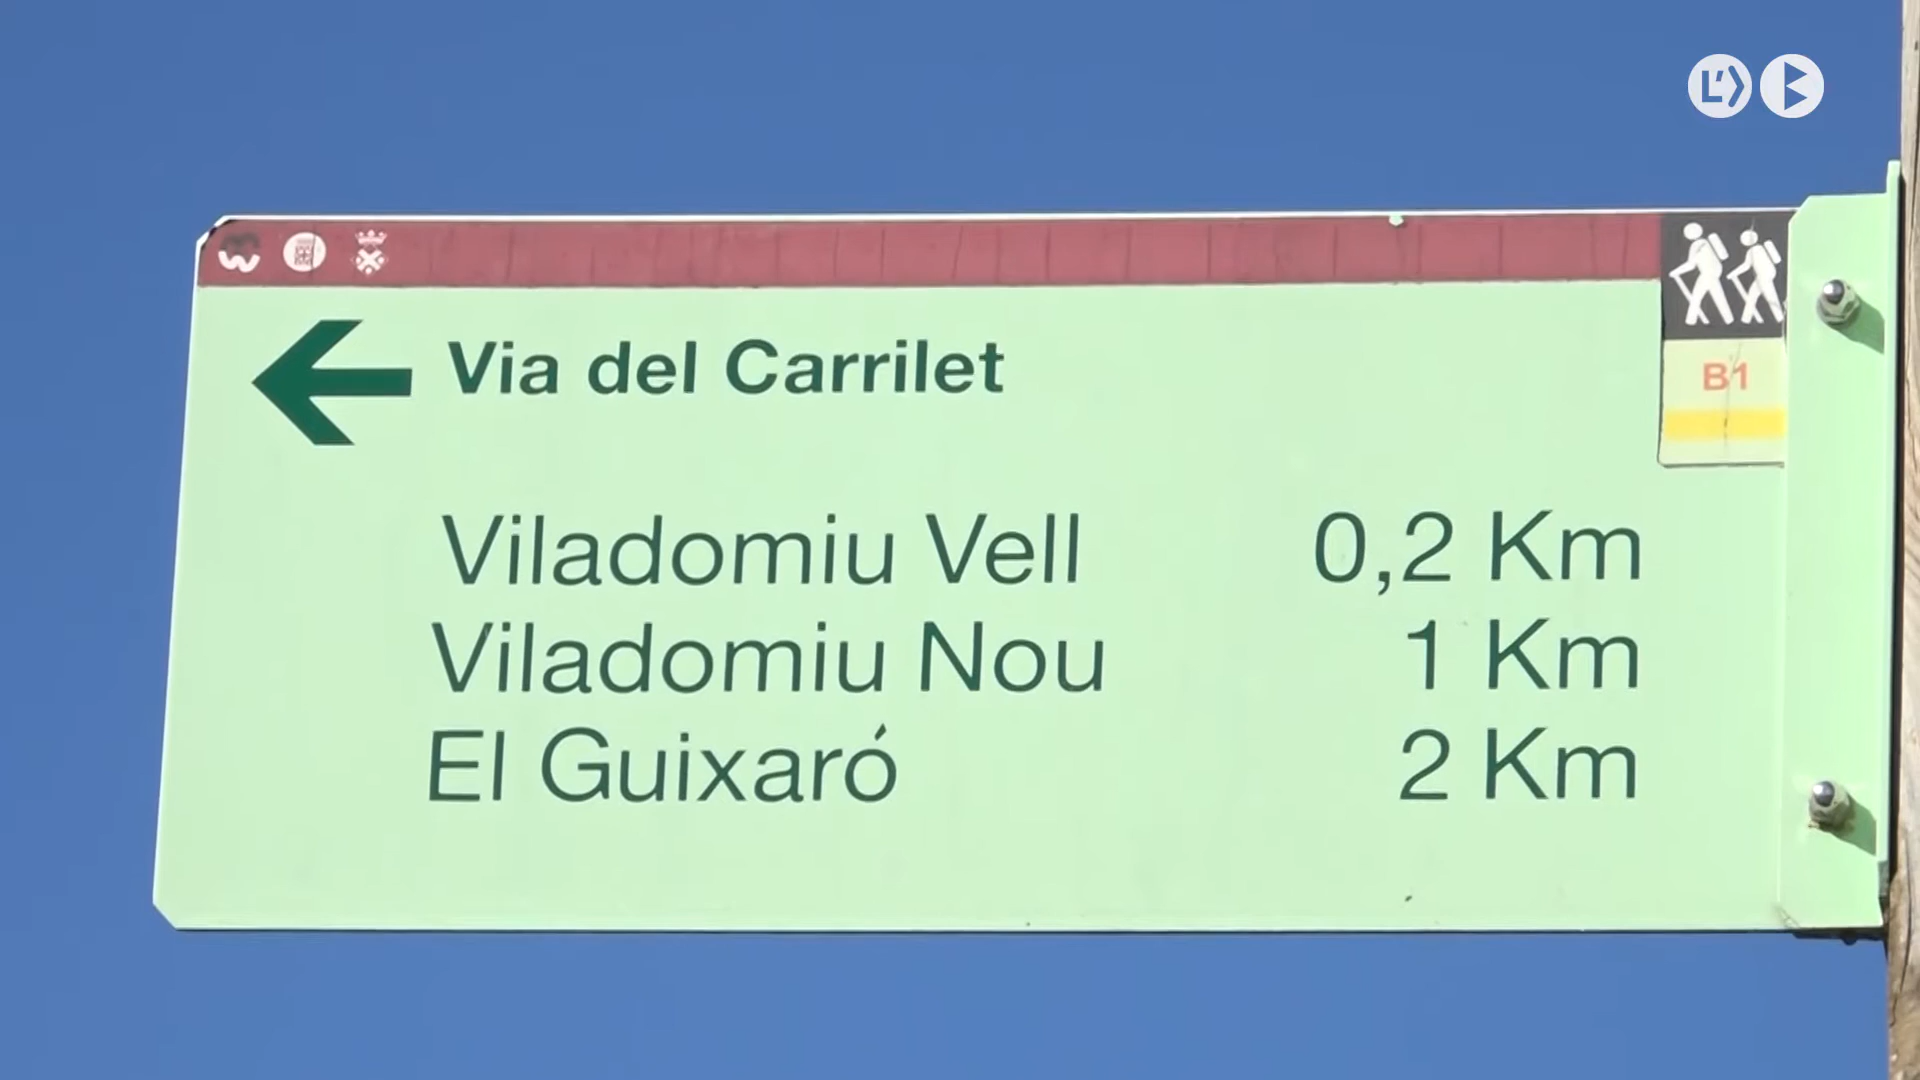 L'
Via del Carrilet
B1
Viladomiu Vell 0,2 Km
Viladomiu Nou 1 Km
El Guixaró 2 Km